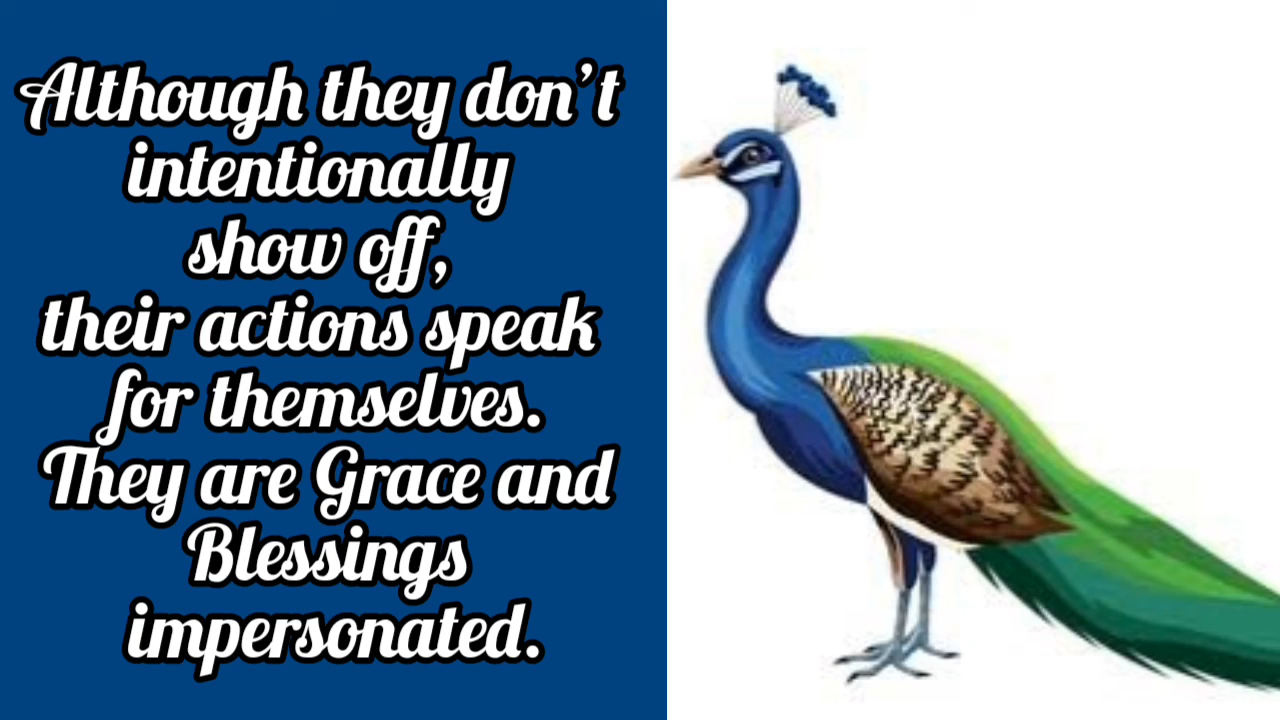 Although they don’t
intentionally
show off,
their actions speak
for themselves.
They are Grace and
Blessings
impersonated.